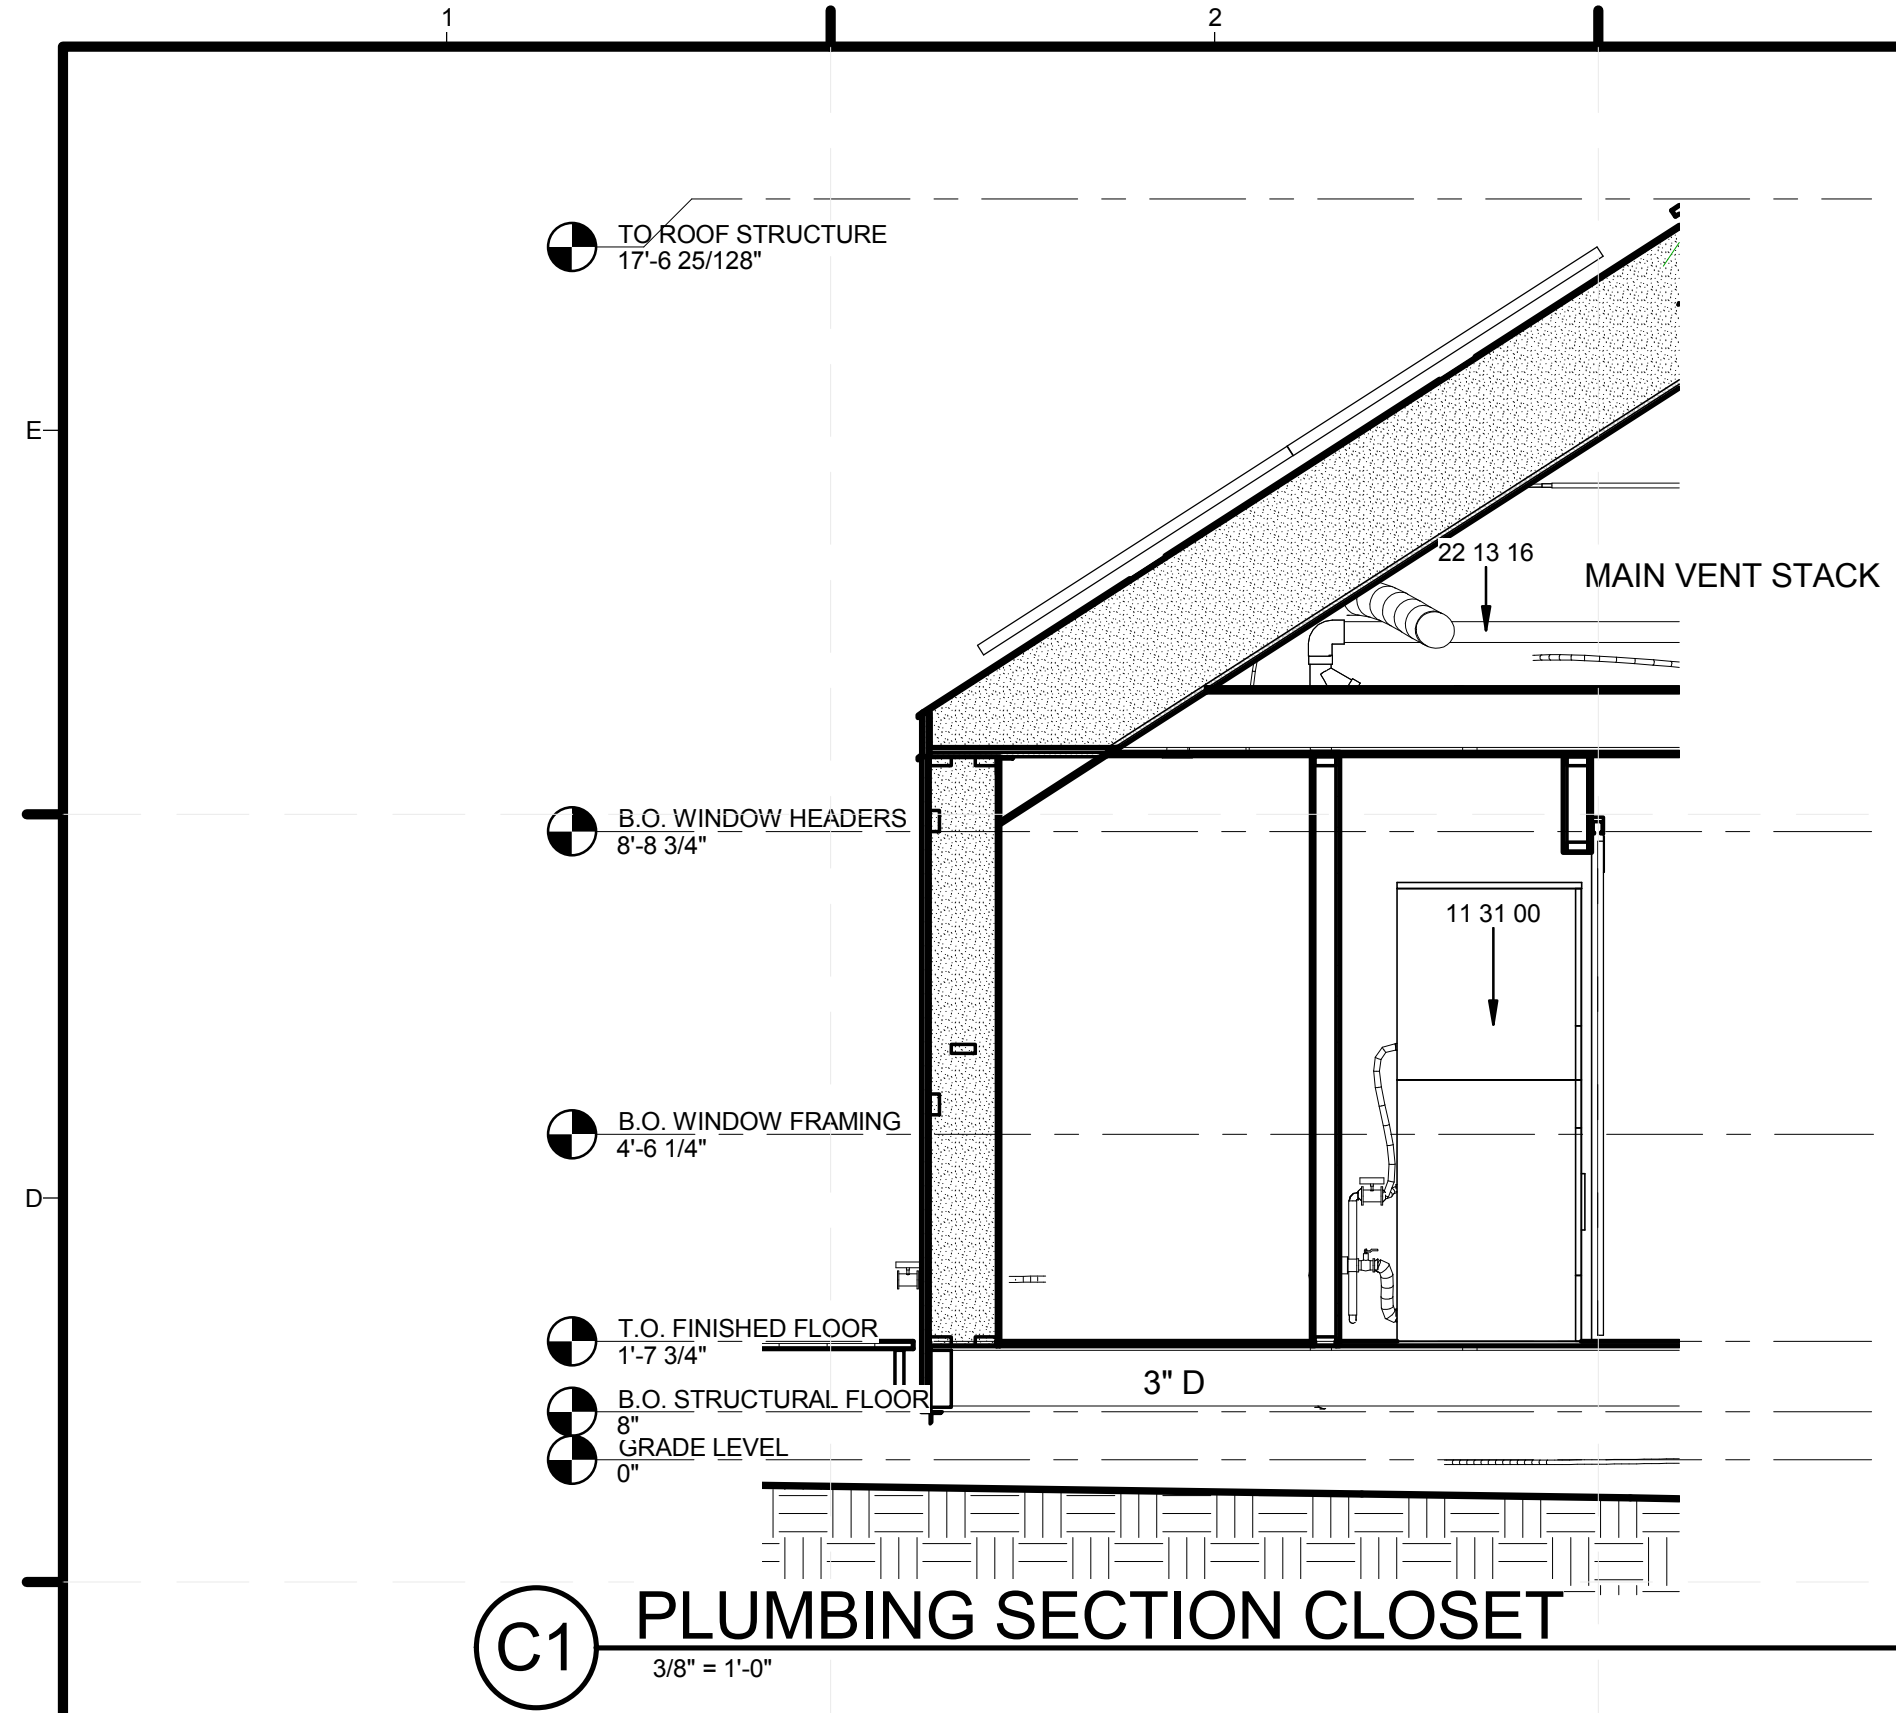 1
2
TO ROOF STRUCTURE
17'-6 25/128"
E
22 13 16
MAIN VENT STACK
B.O. WINDOW HEADERS
8'-8 3/4"
11 31 00
B.O. WINDOW FRAMING
4'-6 1/4"
D
T.O. FINISHED FLOOR
1'-7 3/4"
3" D
B.O. STRUCTURAL FLOOR
8"
GRADE LEVEL
0"
C1
PLUMBING SECTION CLOSET
3/8" = 1'-0"